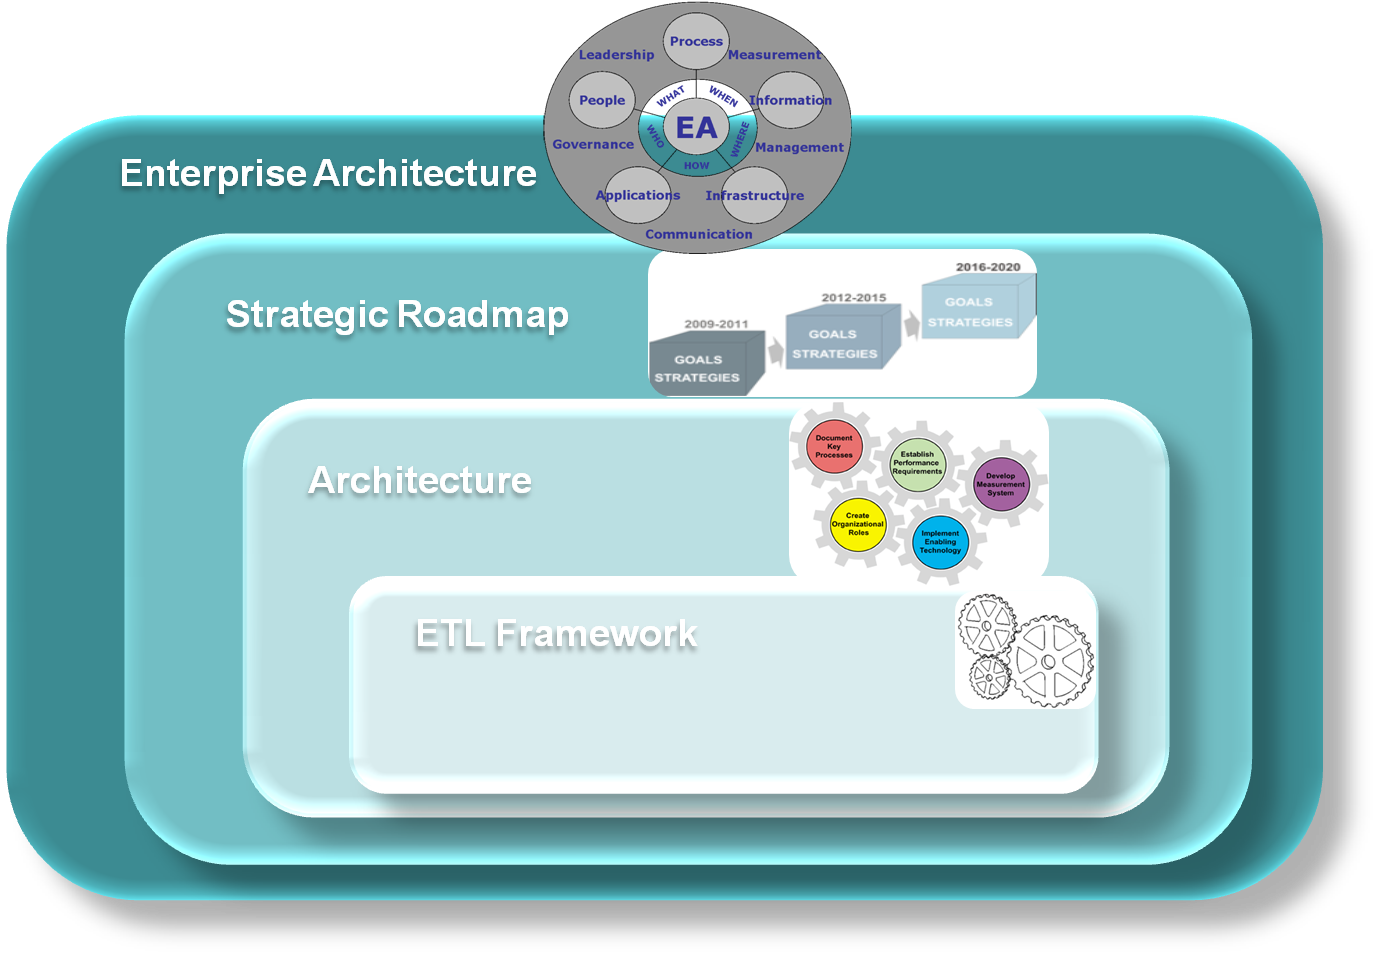 Process
Leadership
Measurement
People
WHAT
WHEN
Information
EA
WHO
WHERE
Governance
Management
HOW
Applications
Infrastructure
Communication
Enterprise Architecture
Strategic Roadmap
2009-2011
GOALS
STRATEGIES
2012-2015
GOALS
STRATEGIES
2016-2020
GOALS
STRATEGIES
Architecture
Document
Key
Processes
Establish
Performance
Requirements
Develop
Measurement
System
Create
Organizational
Roles
Implement
Enabling
Technology
ETL Framework